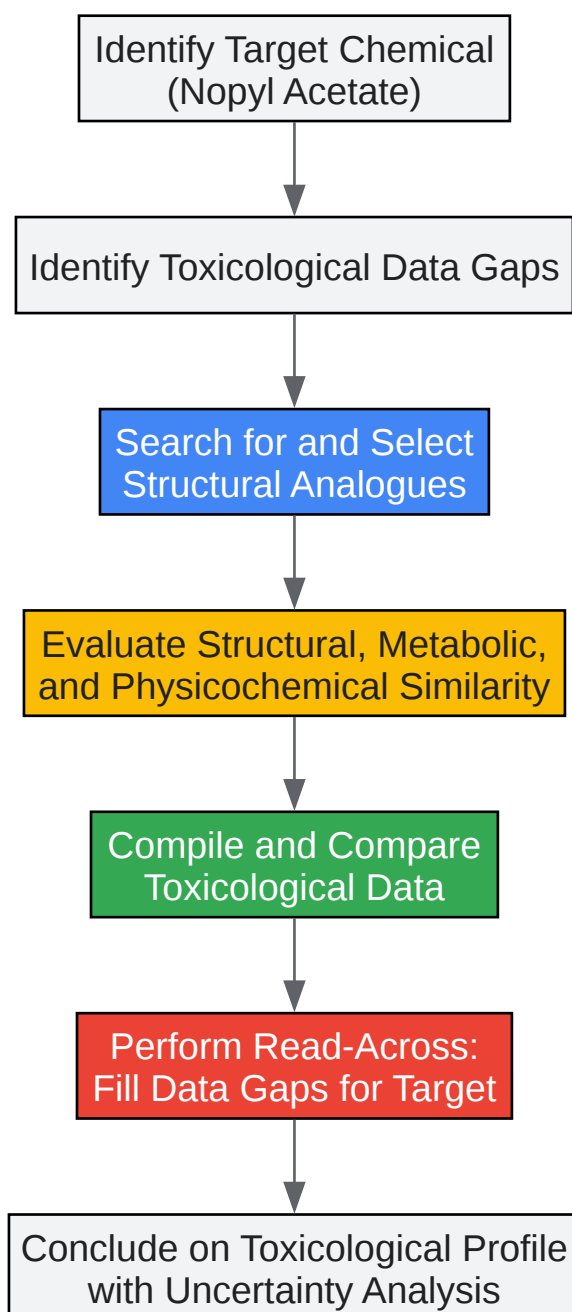 Identify Target Chemical
(Nopyl Acetate)
Identify Toxicological Data Gaps
Search for and Select
Structural Analogues
Evaluate Structural, Metabolic,
and Physicochemical Similarity
Compile and Compare
Toxicological Data
Perform Read-Across:
Fill Data Gaps for Target
Conclude on Toxicological Profile
with Uncertainty Analysis